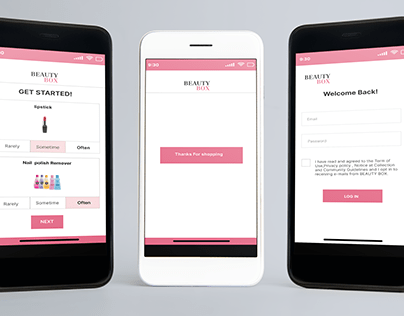 BEAUTY
BOX
GET STARTED!
lipstick
Rarely Sometime Often
Nail polish Remover
Rarely Sometime Often
NEXT
9:30
BEAUTY
BOX
Thanks For shopping
9:30
BEAUTY
BOX
Welcome Back!
Email
Password
I have read and agreed to the Term of
Use,Privacy policy , Notice at Collection
and Community Guidelines and I opt in to
receiving e-mails from BEAUTY BOX.
LOG IN